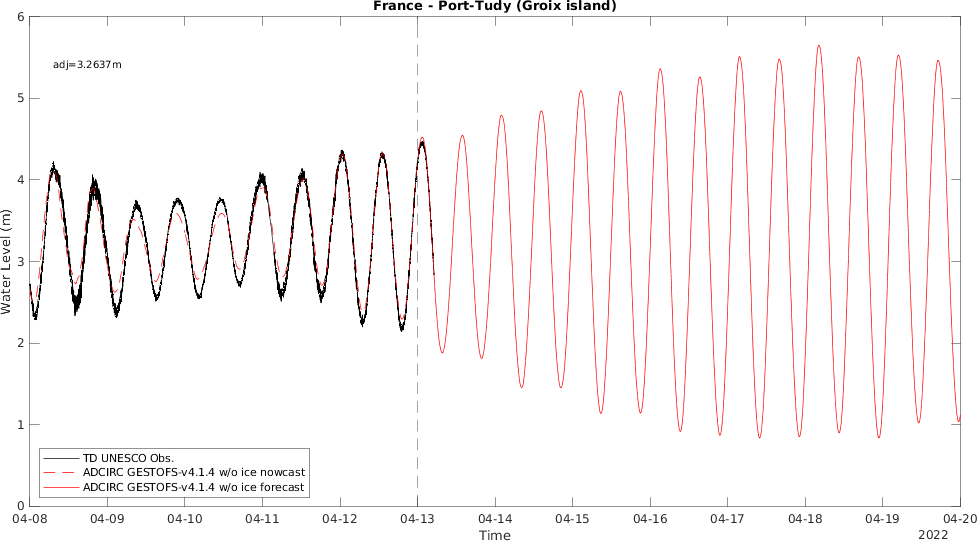 France - Port-Tudy (Groix island)
6
adj=3.2637m
5
4
3
2
1
0
Water Level (m)
TD UNESCO Obs.
ADCIRC GESTOFS-v4.1.4 w/o ice nowcast
ADCIRC GESTOFS-v4.1.4 w/o ice forecast
04-08 04-09 04-10 04-11 04-12 04-13 04-14 04-15 04-16 04-17 04-18 04-19 04-20
Time
2022